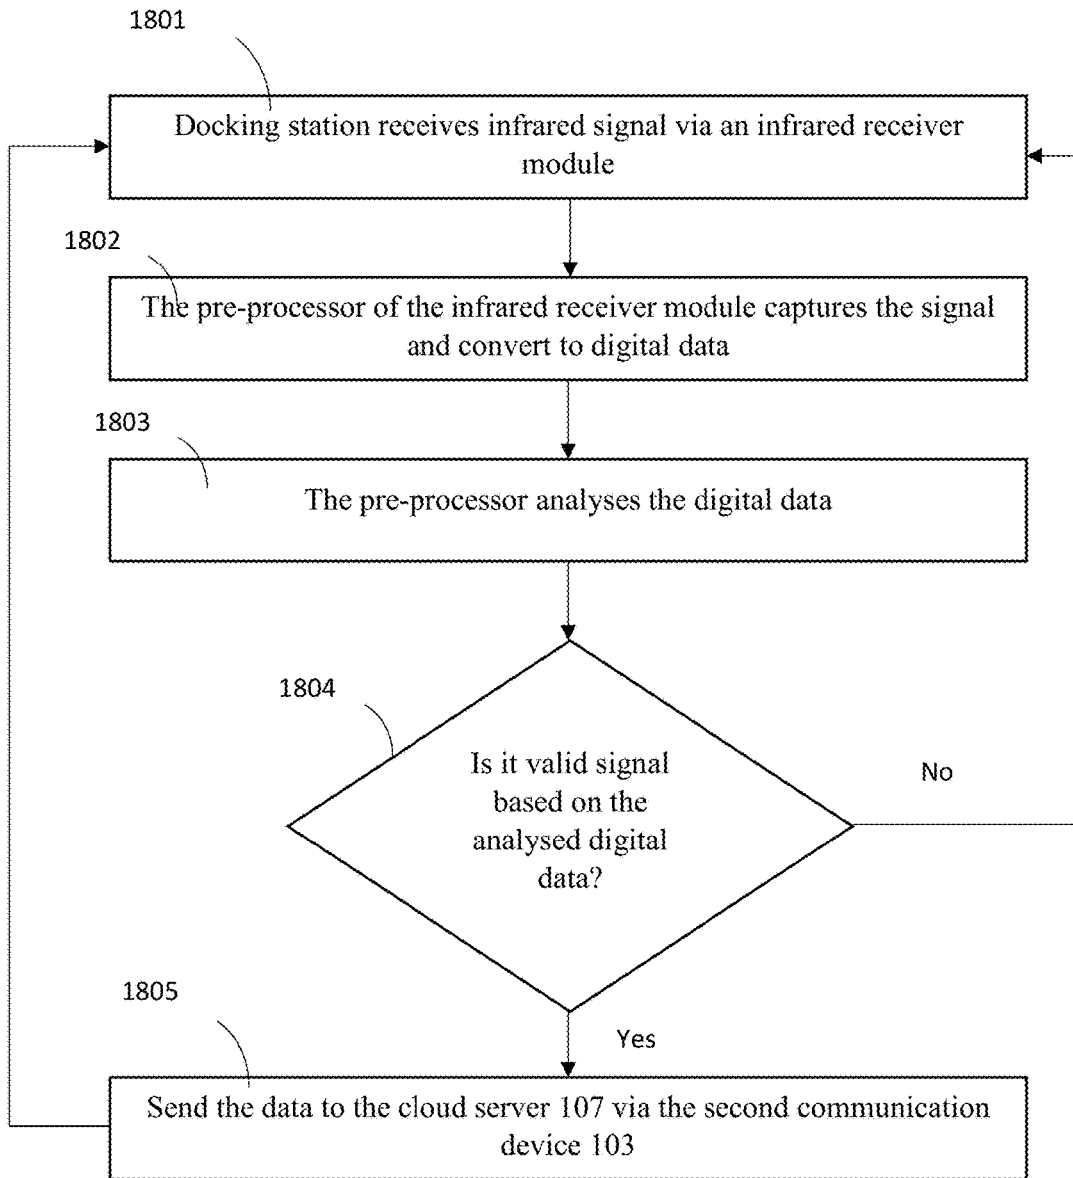 1801
Docking station receives infrared signal via an infrared receiver
module
1802
The pre-processor of the infrared receiver module captures the signal
and convert to digital data
1803
The pre-processor analyses the digital data
1804
Is it valid signal
based on the
analysed digital
data?
No
1805
Yes
Send the data to the cloud server 107 via the second communication
device 103